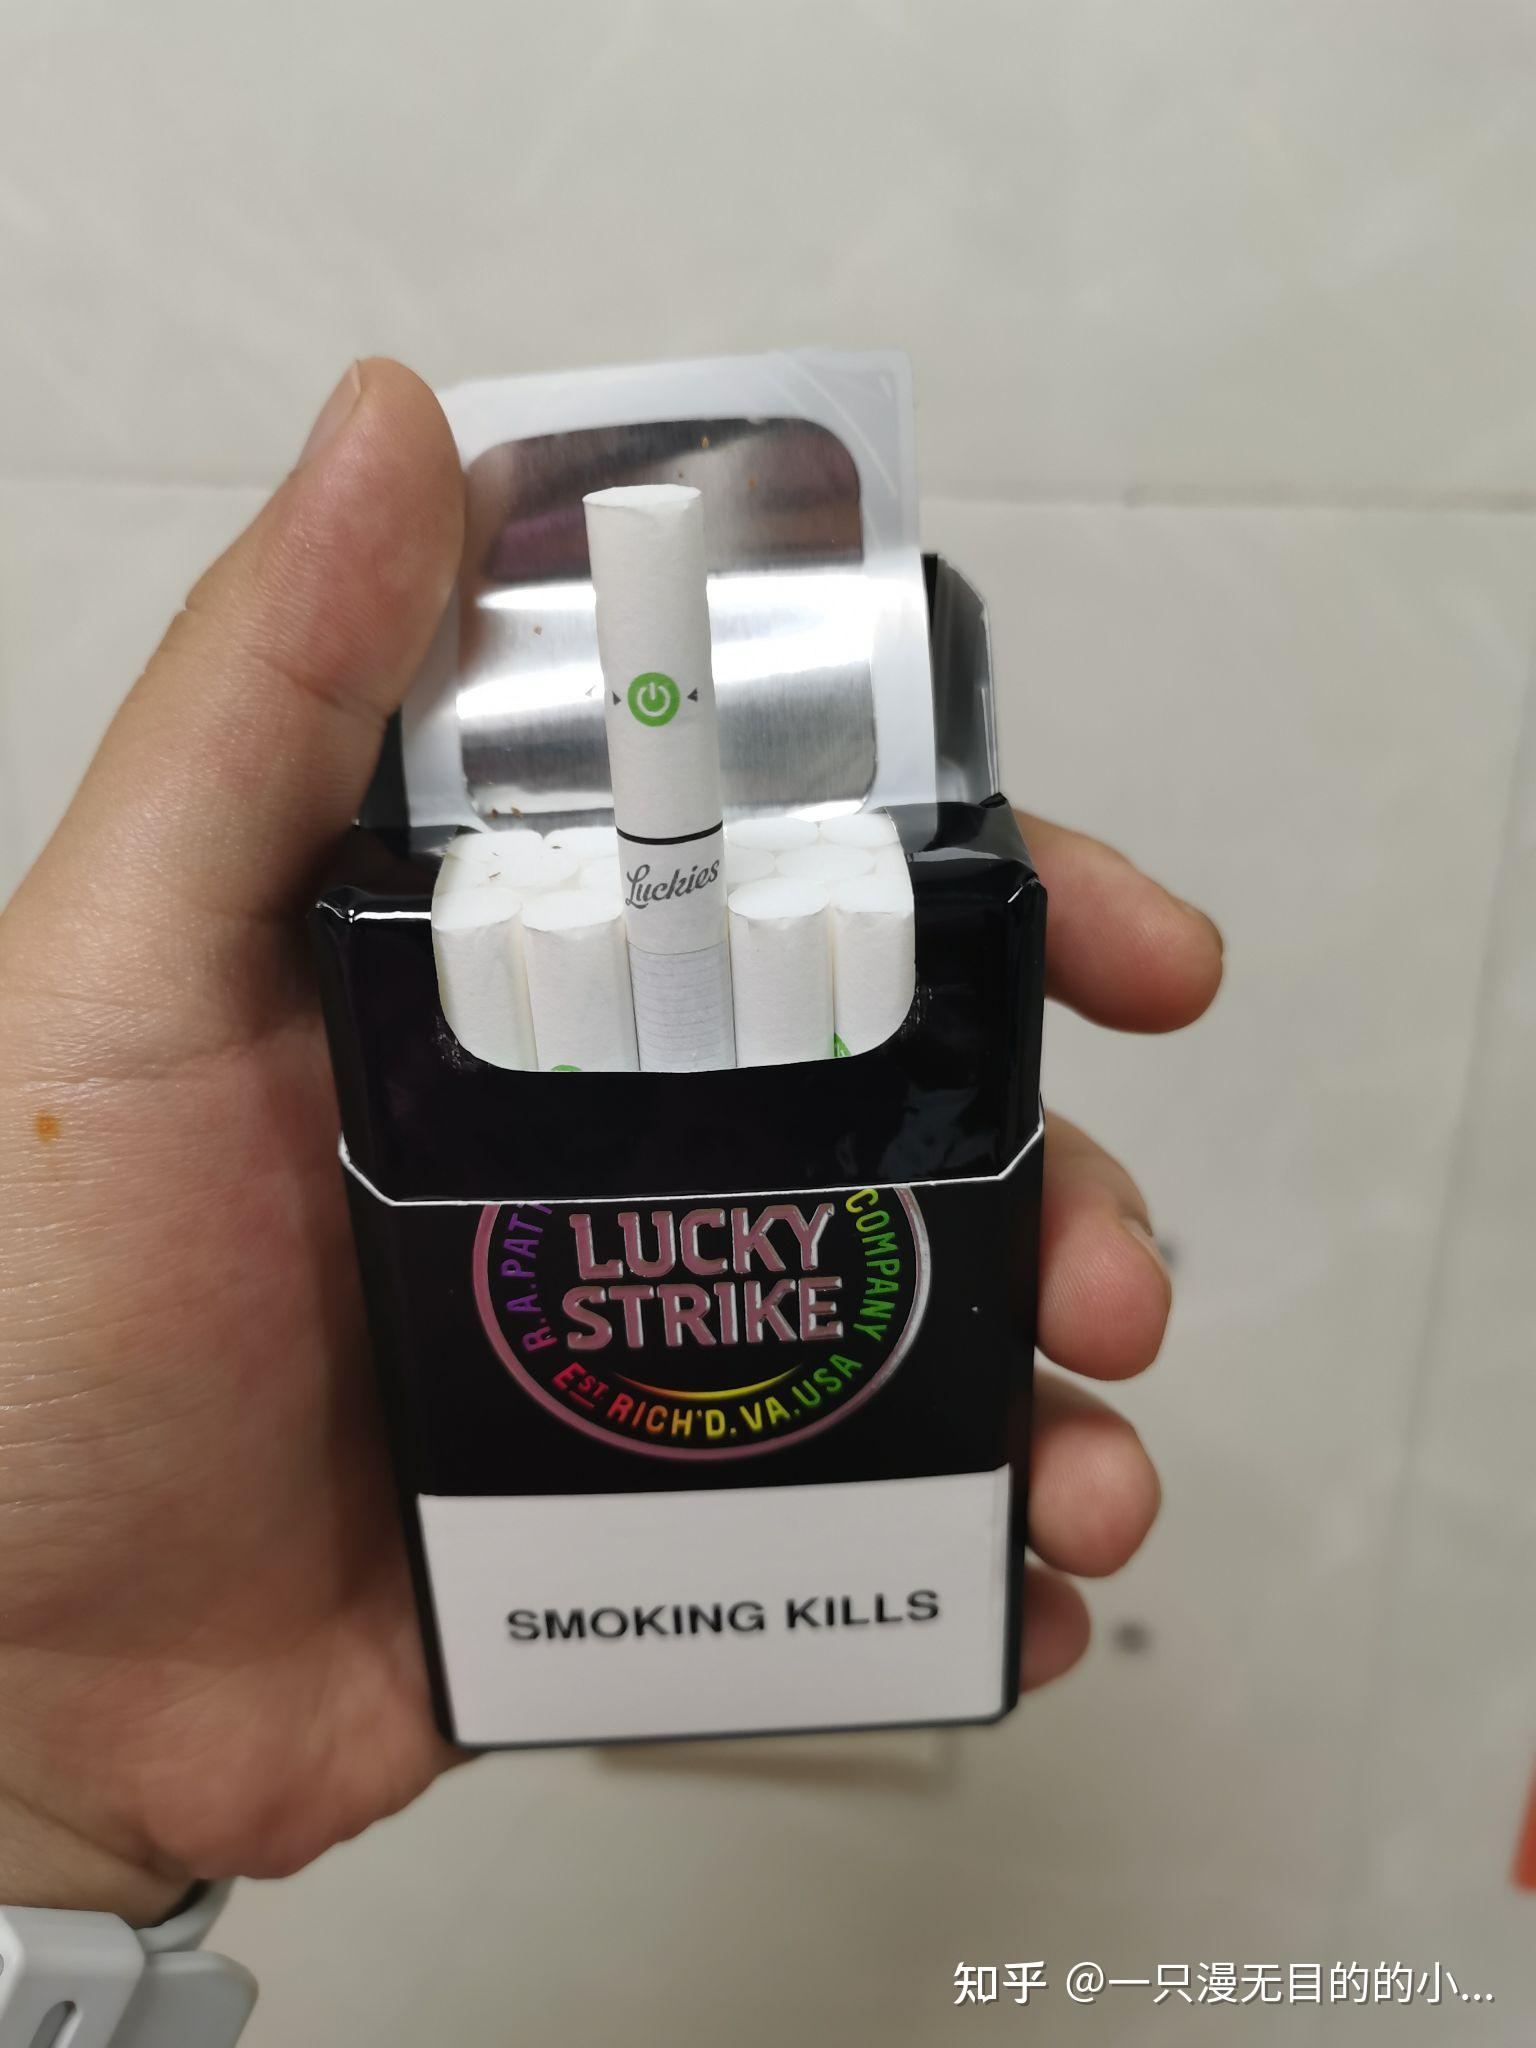 Luckies
R.A.PAT
COMPANY
LUCKY
STRIKE
EST. RICH'D. VA. USA
SMOKING KILLS
知乎 @一只漫无目的的小...